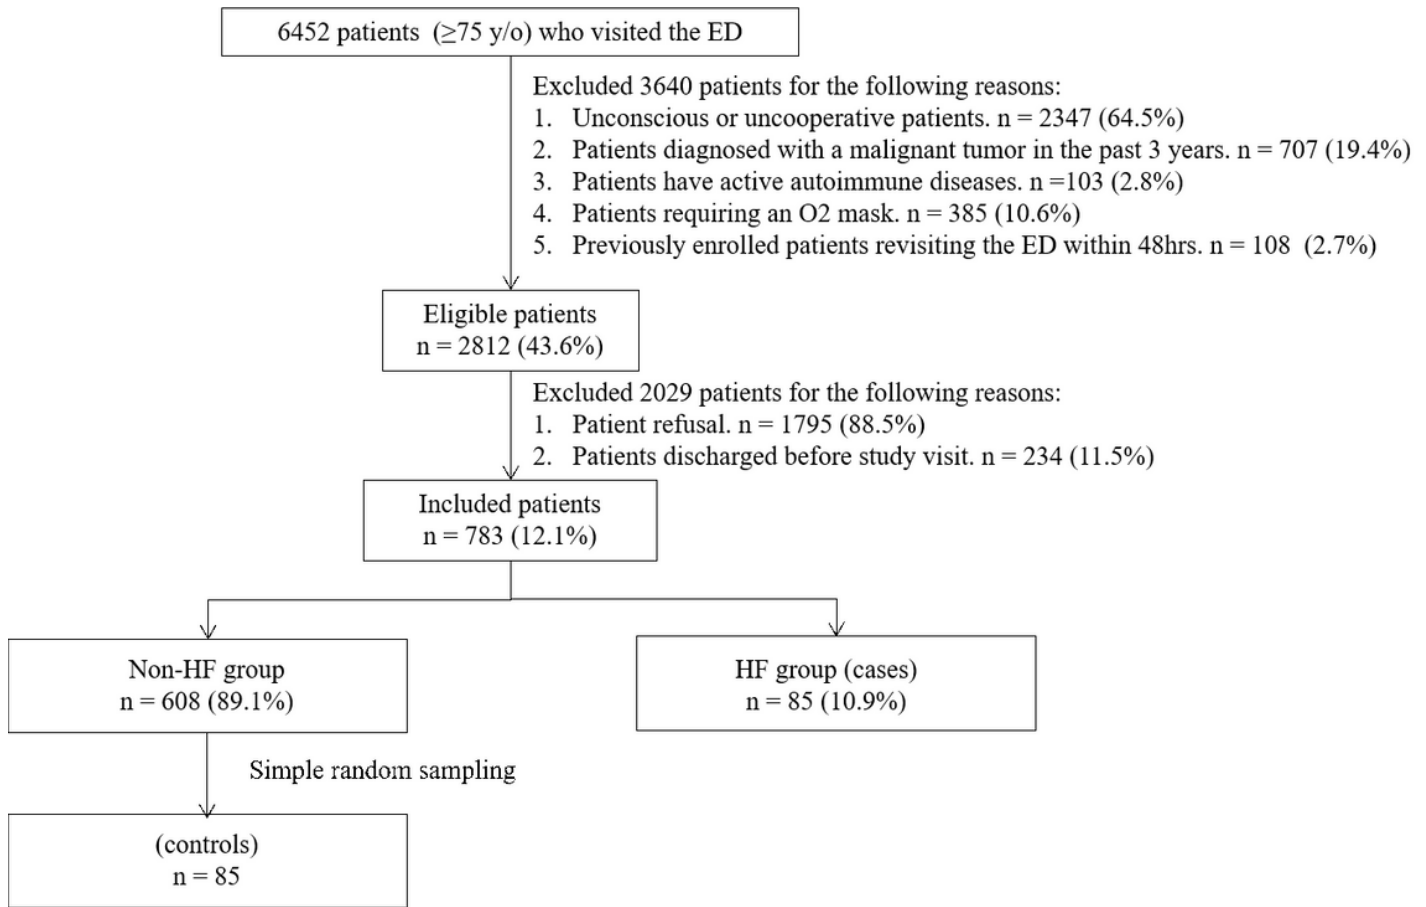 6452 patients (≥75 y/o) who visited the ED
Excluded 3640 patients for the following reasons:
1. Unconscious or uncooperative patients. n = 2347 (64.5%)
2. Patients diagnosed with a malignant tumor in the past 3 years. n = 707 (19.4%)
3. Patients have active autoimmune diseases. n =103 (2.8%)
4. Patients requiring an O2 mask. n = 385 (10.6%)
5. Previously enrolled patients revisiting the ED within 48hrs. n = 108 (2.7%)
Eligible patients
n = 2812 (43.6%)
Excluded 2029 patients for the following reasons:
1. Patient refusal. n = 1795 (88.5%)
2. Patients discharged before study visit. n = 234 (11.5%)
Included patients
n = 783 (12.1%)
Non-HF group
n = 608 (89.1%)
HF group (cases)
n = 85 (10.9%)
Simple random sampling
(controls)
n = 85